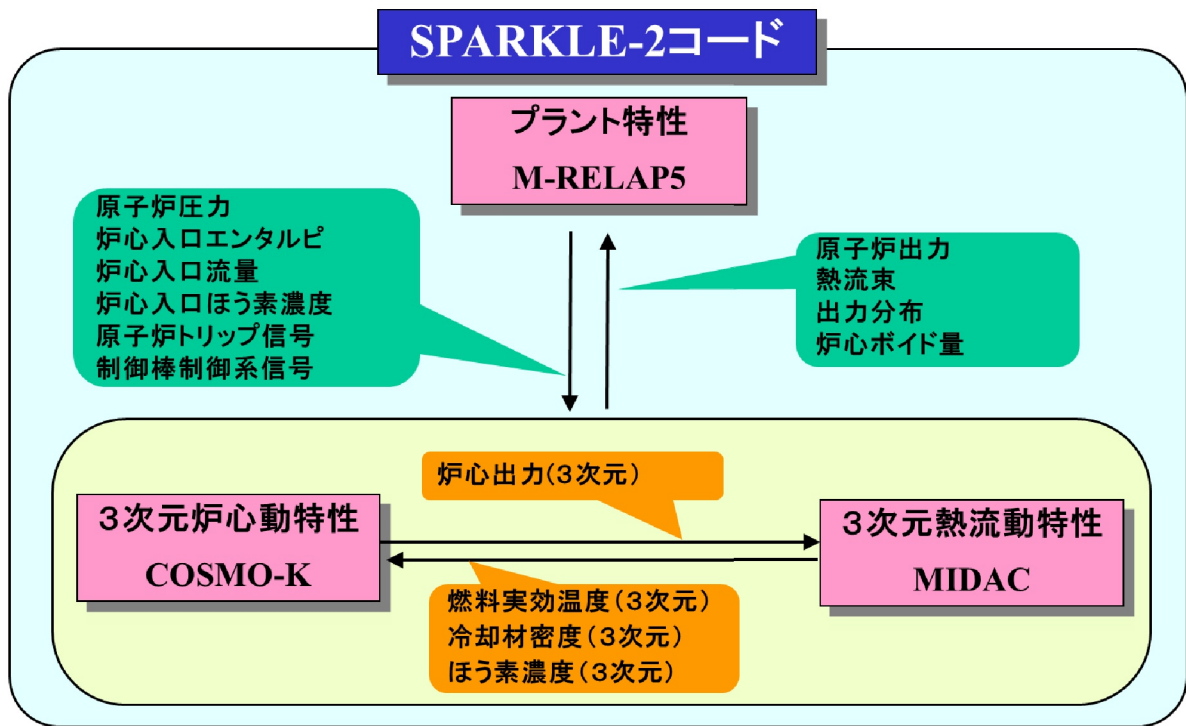 SPARKLE-2コード
プラント特性
M-RELAP5
原子炉圧力
炉心入口エンタルピ
炉心入口流量
炉心入口ほう素濃度
原子炉トリップ信号
制御棒制御系信号
原子炉出力
熱流束
出力分布
炉心ボイド量
炉心出力(３次元)
３次元炉心動特性
COSMO-K
３次元熱流動特性
MIDAC
燃料実効温度(３次元)
冷却材密度(３次元)
ほう素濃度(３次元)